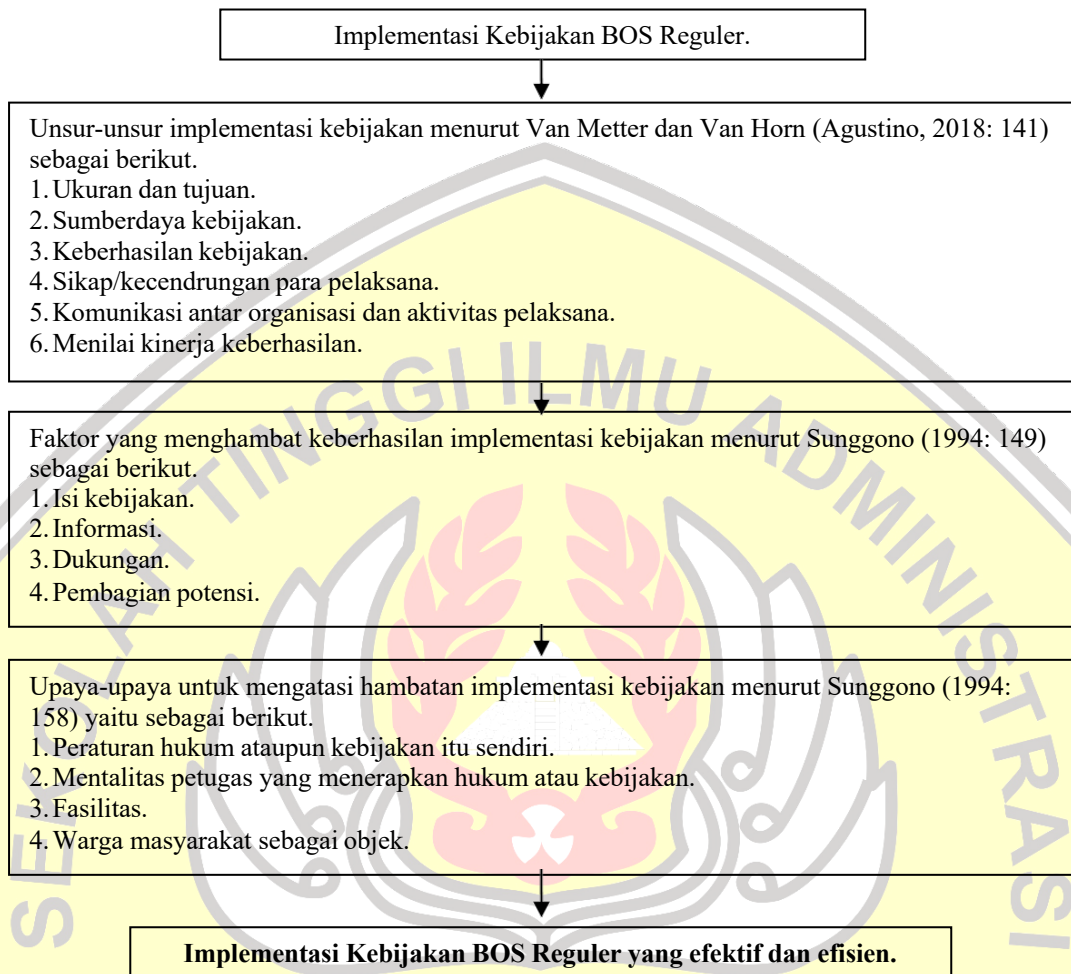 Implementasi Kebijakan BOS Reguler.
Unsur-unsur implementasi kebijakan menurut Van Metter dan Van Horn (Agustino, 2018: 141)
sebagai berikut.
1. Ukuran dan tujuan.
2. Sumberdaya kebijakan.
3. Keberhasilan kebijakan.
4. Sikap/kecendrungan para pelaksana.
5. Komunikasi antar organisasi dan aktivitas pelaksana.
6. Menilai kinerja keberhasilan.
Faktor yang menghambat keberhasilan implementasi kebijakan menurut Sunggono (1994: 149)
sebagai berikut.
1. Isi kebijakan.
2. Informasi.
3. Dukungan.
4. Pembagian potensi.
Upaya-upaya untuk mengatasi hambatan implementasi kebijakan menurut Sunggono (1994:
158) yaitu sebagai berikut.
1. Peraturan hukum ataupun kebijakan itu sendiri.
2. Mentalitas petugas yang menerapkan hukum atau kebijakan.
3. Fasilitas.
4. Warga masyarakat sebagai objek.
Implementasi Kebijakan BOS Reguler yang efektif dan efisien.
SEKOLAH TINGGI ILMU ADMINISTRASI